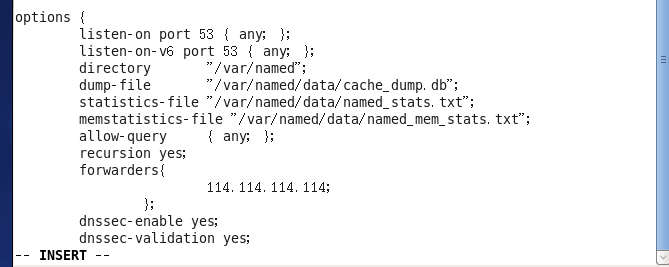 options {
        listen-on port 53 { any; };
        listen-on-v6 port 53 { any; };
        directory       "/var/named";
        dump-file       "/var/named/data/cache_dump.db";
        statistics-file "/var/named/data/named_stats.txt";
        memstatistics-file "/var/named/data/named_mem_stats.txt";
        allow-query     { any; };
        recursion yes;
        forwarders{
                        114.114.114.114;
                };
        dnssec-enable yes;
        dnssec-validation yes;
-- INSERT --